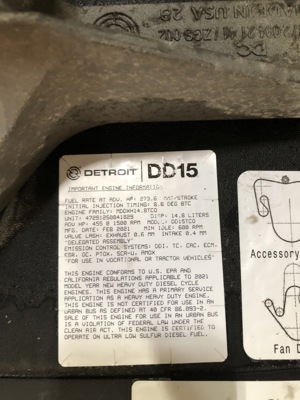 DETROIT DD15
IMPORTANT ENGINE INFORMATION
FUEL RATE AT ADV. HP: 273.6 MM³/STROKE
INITIAL INJECTION TIMING: 8.6 DEG BTC
ENGINE FAMILY: MDDXH14.8TCD
UNIT: DISP: 14.8 LITERS
ADV HP: 455 @ 1500 RPM MODEL: DD15TCO
MFG. DATE: FEB 2021 MIN IDLE: 600 RPM
VALVE LASH: EXHAUST 0.6 MM INTAKE 0.4 MM
"DELEGATED ASSEMBLY"
EMISSION CONTROL SYSTEMS: DDI, TC, CAC, ECM,
EGR, OC, PTOX, SCR-U, AMOX
"FOR USE IN VOCATIONAL OR TRACTOR VEHICLES"
THIS ENGINE CONFORMS TO U.S. EPA AND
CALIFORNIA REGULATIONS APPLICABLE TO 2021
MODEL YEAR NEW HEAVY DUTY DIESEL CYCLE
ENGINES. THIS ENGINE HAS A PRIMARY SERVICE
APPLICATION AS A HEAVY HEAVY DUTY ENGINE.
THIS ENGINE IS NOT CERTIFIED FOR USE IN AN
URBAN BUS AS DEFINED AT 40 CFR 86.093-2.
SALE OF THIS ENGINE FOR USE IN AN URBAN BUS
IS A VIOLATION OF FEDERAL LAW UNDER THE
CLEAN AIR ACT. THIS ENGINE IS CERTIFIED TO
OPERATE ON ULTRA LOW SULFUR DIESEL FUEL.
Accessory
Fan D